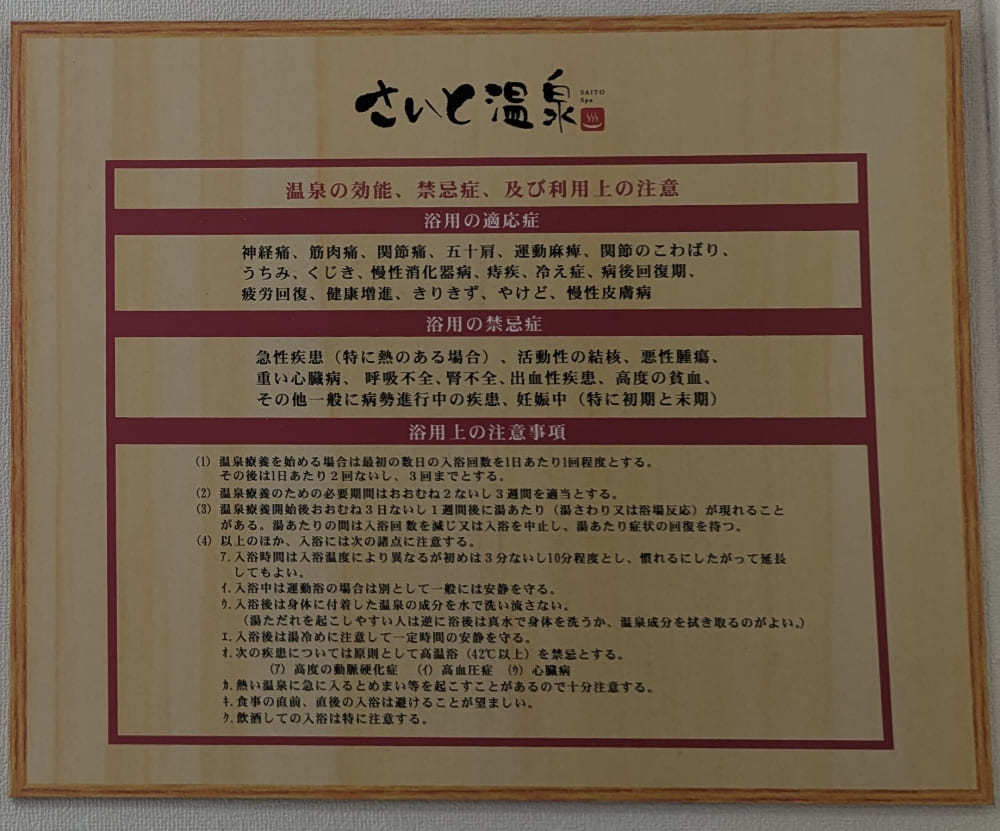 さいと温泉
SAITO
Spa
温泉の効能、禁忌症、及び利用上の注意
浴用の適応症
神経痛、筋肉痛、関節痛、五十肩、運動麻痺、関節のこわばり、
うちみ、くじき、慢性消化器病、痔疾、冷え症、病後回復期、
疲労回復、健康増進、きりきず、やけど、慢性皮膚病
浴用の禁忌症
急性疾患（特に熱のある場合）、活動性の結核、悪性腫瘍、
重い心臓病、呼吸不全、腎不全、出血性疾患、高度の貧血、
その他一般に病勢進行中の疾患、妊娠中（特に初期と末期）
浴用上の注意事項
(1) 温泉療養を始める場合は最初の数日の入浴回数を1日あたり1回程度とする。
その後は1日あたり２回ないし、３回までとする。
(2) 温泉療養のための必要期間はおおむね２ないし３週間を適当とする。
(3) 温泉療養開始後おおむね３日ないし１週間後に湯あたり（湯さわり又は浴場反応）が現れること
がある。湯あたりの間は入浴回数を減じ又は入浴を中止し、湯あたり症状の回復を待つ。
(4) 以上のほか、入浴には次の諸点に注意する。
ｱ.入浴時間は入浴温度により異なるが初めは３分ないし10分程度とし、慣れるにしたがって延長
してもよい。
ｲ.入浴中は運動浴の場合は別として一般には安静を守る。
ｳ.入浴後は身体に付着した温泉の成分を水で洗い流さない。
（湯ただれを起こしやすい人は逆に浴後は真水で身体を洗うか、温泉成分を拭き取るのがよい。）
ｴ.入浴後は湯冷めに注意して一定時間の安静を守る。
ｵ.次の疾患については原則として高温浴（42℃以上）を禁忌とする。
(ｱ) 高度の動脈硬化症 (ｲ) 高血圧症 (ｳ) 心臓病
ｶ.熱い温泉に急に入るとめまい等を起こすことがあるので十分注意する。
ｷ.食事の直前、直後の入浴は避けることが望ましい。
ｸ.飲酒しての入浴は特に注意する。